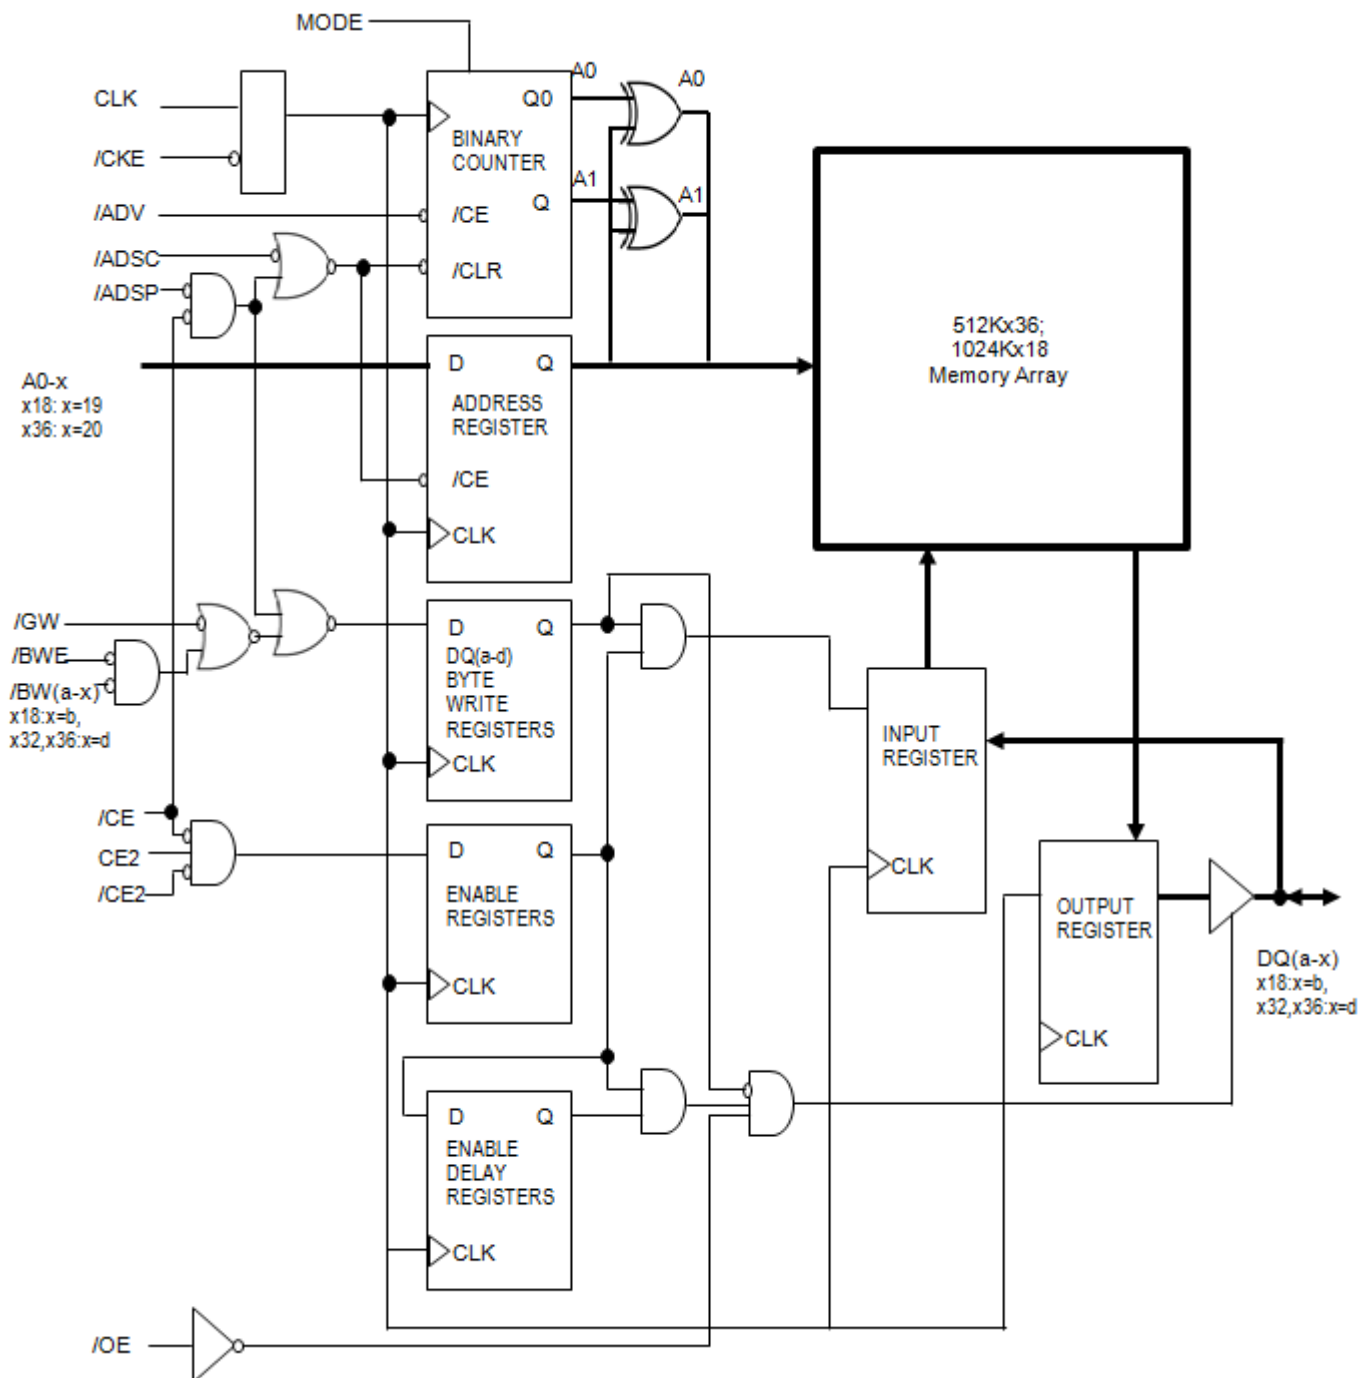 MODE
A0
A0
CLK
Q0
BINARY
COUNTER
/CKE
A1
A1
Q
/ADV
/CE
/ADSC
/CLR
/ADSP
512Kx36;
1024Kx18
Memory Array
D
Q
A0-x
x18: x=19
x36: x=20
ADDRESS
REGISTER
/CE
CLK
/GW
/BWE
/BW(a-x)
x18:x=b,
x32,x36:x=d
D
Q
DQ(a-d)
BYTE
WRITE
REGISTERS
CLK
INPUT
REGISTER
CLK
/CE
CE2
/CE2
D
Q
ENABLE
REGISTERS
CLK
OUTPUT
REGISTER
CLK
DQ(a-x)
x18:x=b,
x32,x36:x=d
D
Q
ENABLE
DELAY
REGISTERS
CLK
/OE